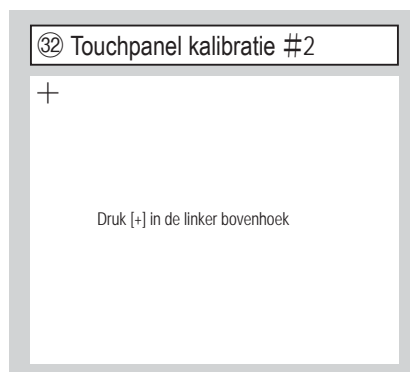 ㉜ Touchpanel kalibratie #2
+
Druk [+] in de linker bovenhoek